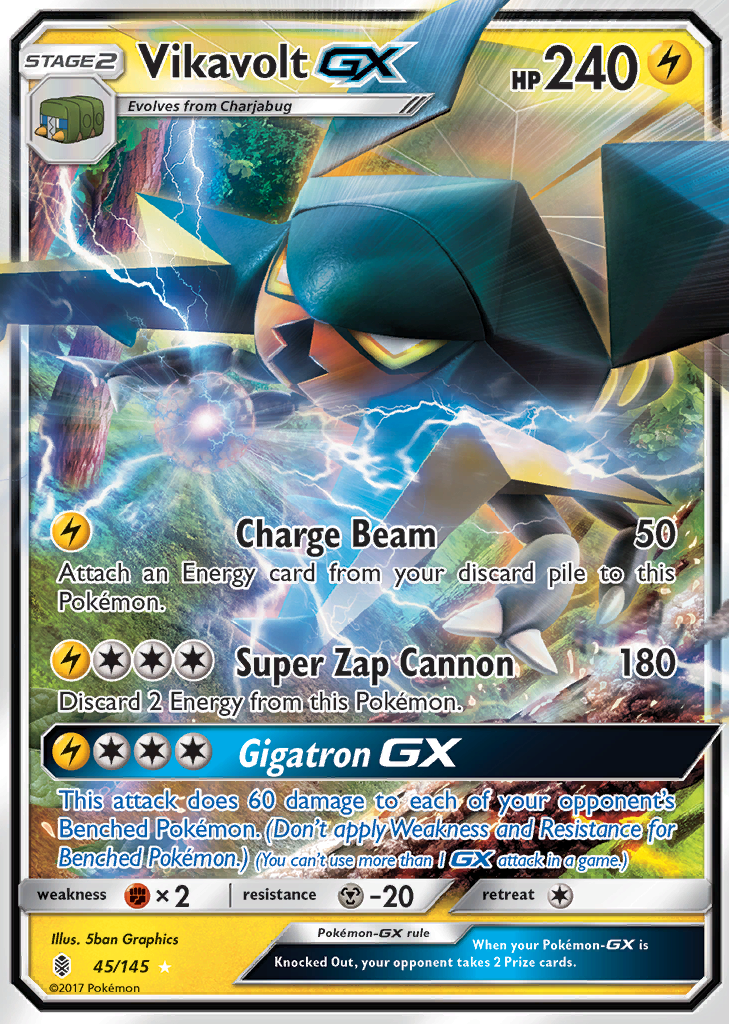 STAGE2 Vikavolt GX HP240
Evolves from Charjabug
Charge Beam 50
Attach an Energy card from your discard pile to this
Pokémon.
Super Zap Cannon 180
Discard 2 Energy from this Pokémon.
Gigatron GX
This attack does 60 damage to each of your opponent's
Benched Pokémon. (Don't apply Weakness and Resistance for
Benched Pokémon.) (You can't use more than 1 GX attack in a game.)
weakness ×2 resistance -20 retreat
Illus. 5ban Graphics
45/145
©2017 Pokémon
Pokémon-GX rule
When your Pokémon-GX is
Knocked Out, your opponent takes 2 Prize cards.